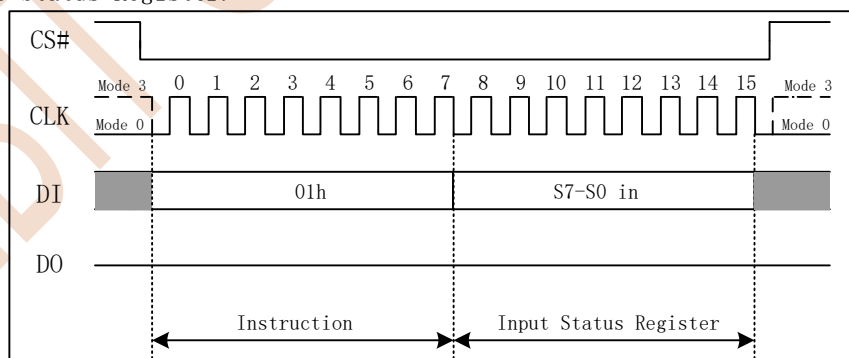 Status Register.
CS#
Mode 3 0 1 2 3 4 5 6 7 8 9 10 11 12 13 14 15 Mode 3
CLK
Mode 0 Mode 0
DI 01h S7-S0 in
DO
Instruction Input Status Register